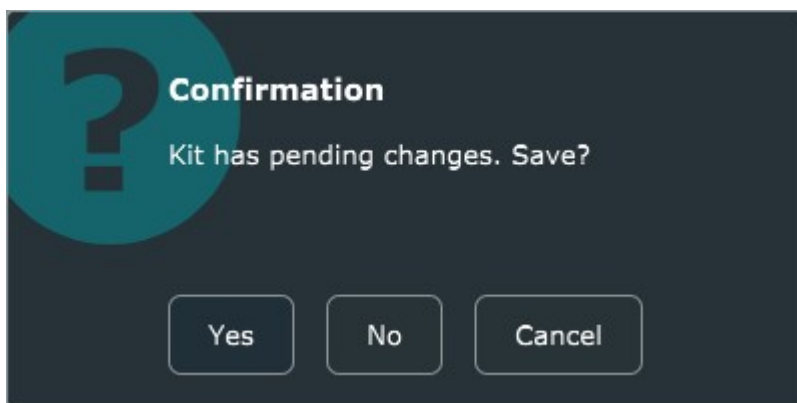 ?
Confirmation
Kit has pending changes. Save?
Yes No Cancel